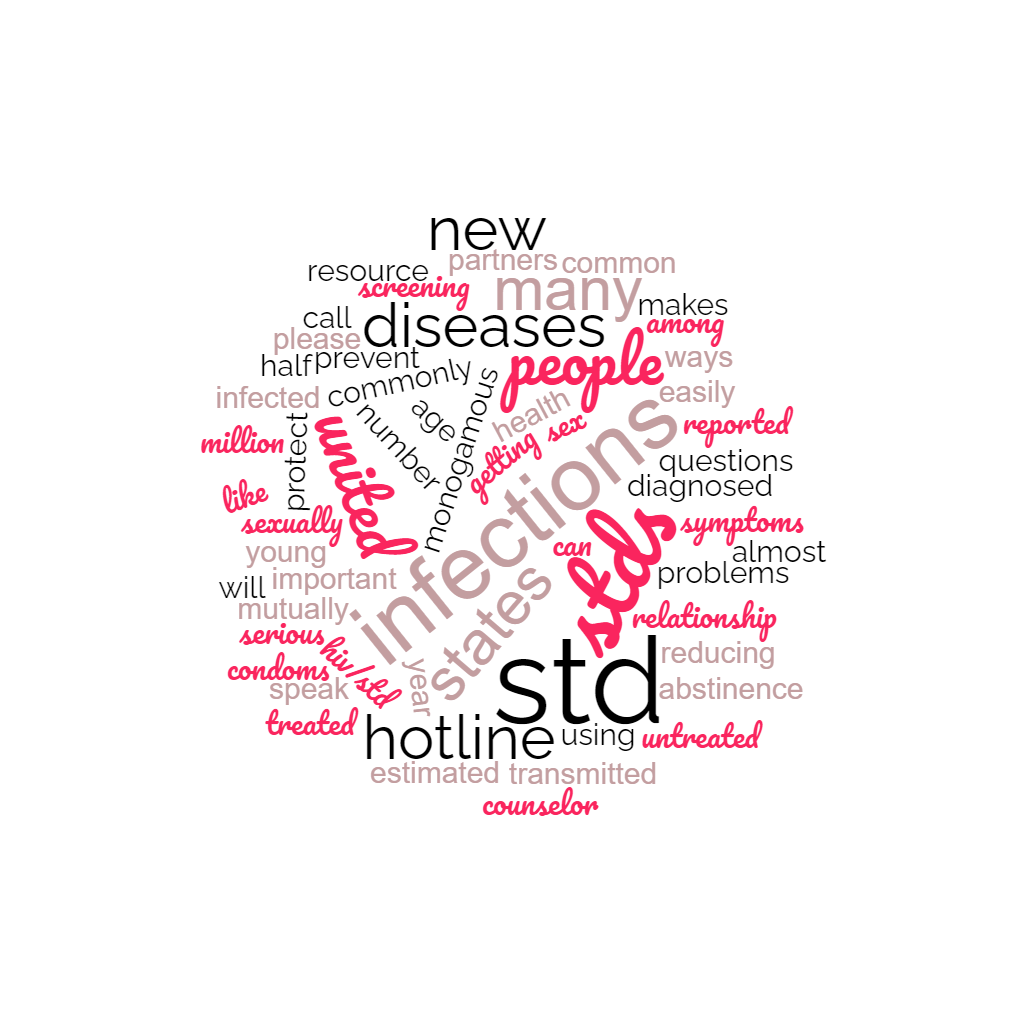 new
partners
common
resource
screening
many
makes
call
diseases
among
please
people
ways
half
prevent
commonly
infected
easily
health
age
number
monogamous
getting
sex
million
protect
united
infections
reported
questions
diagnosed
like
sexually
stds
symptoms
young
can
almost
will
important
states
problems
mutually
relationship
serious
hiv/std
std
reducing
condoms
speak
year
abstinence
treated
hotline
using
untreated
estimated
transmitted
counselor